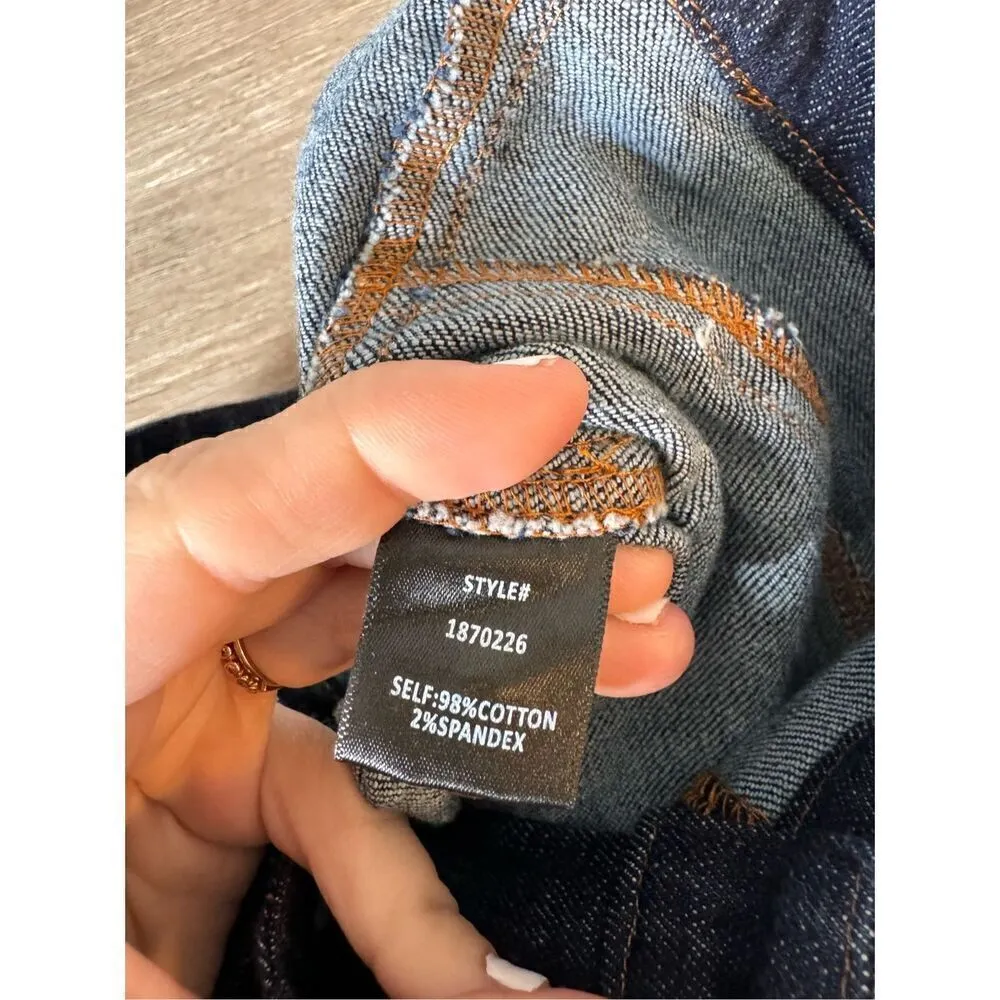 STYLE#
1870226
SELF:98%COTTON
2%SPANDEX